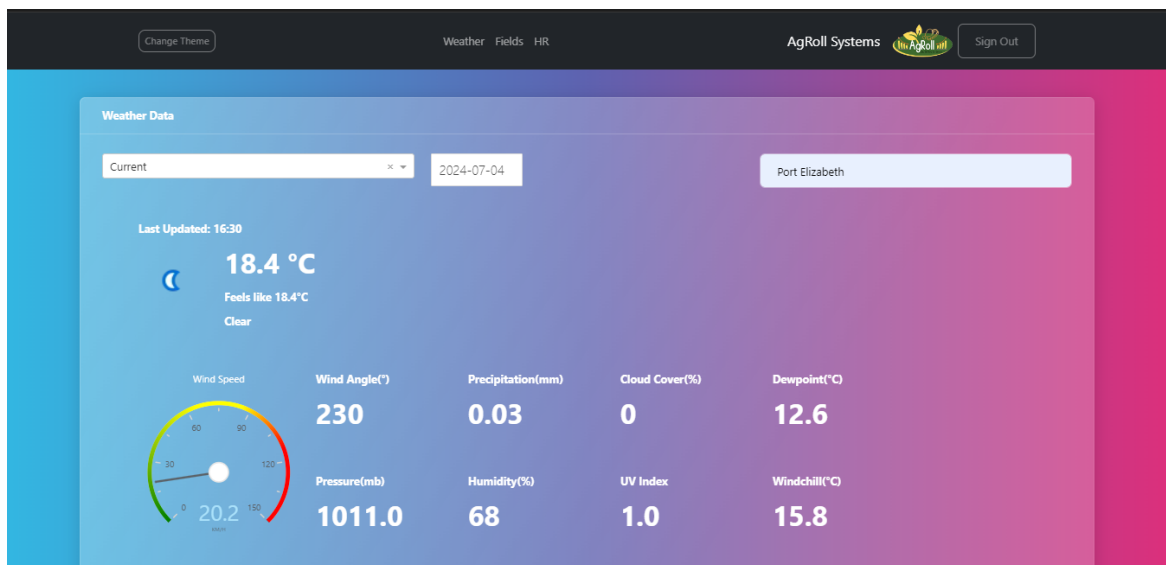 Change Theme
Weather Fields HR
AgRoll Systems
AgRoll
Sign Out
Weather Data
Current
2024-07-04
Port Elizabeth
Last Updated: 16:30
18.4 °C
Feels like 18.4°C
Clear
Wind Speed
0
30
60
90
120
150
20.2
Wind Angle(°)
230
Precipitation(mm)
0.03
Cloud Cover(%)
0
Dewpoint(°C)
12.6
Pressure(mb)
1011.0
Humidity(%)
68
UV Index
1.0
Windchill(°C)
15.8